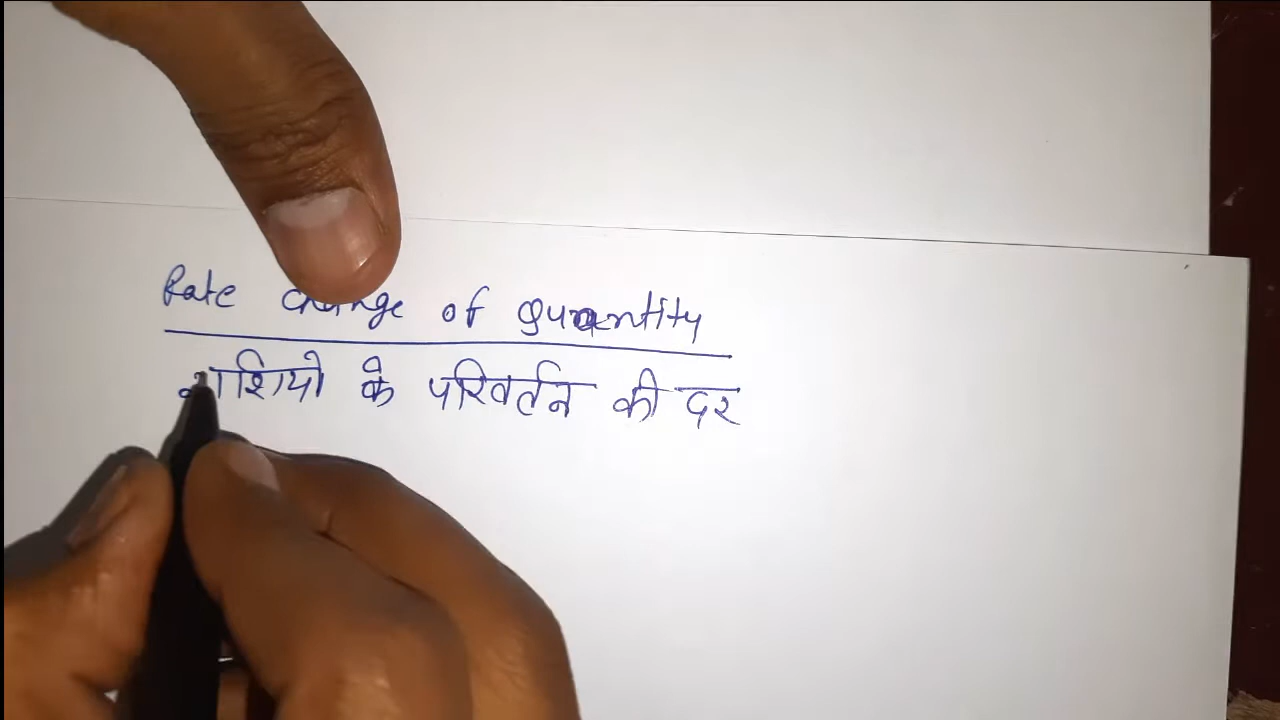 Rate change of quantity
राशियो के परिवर्तन की दर